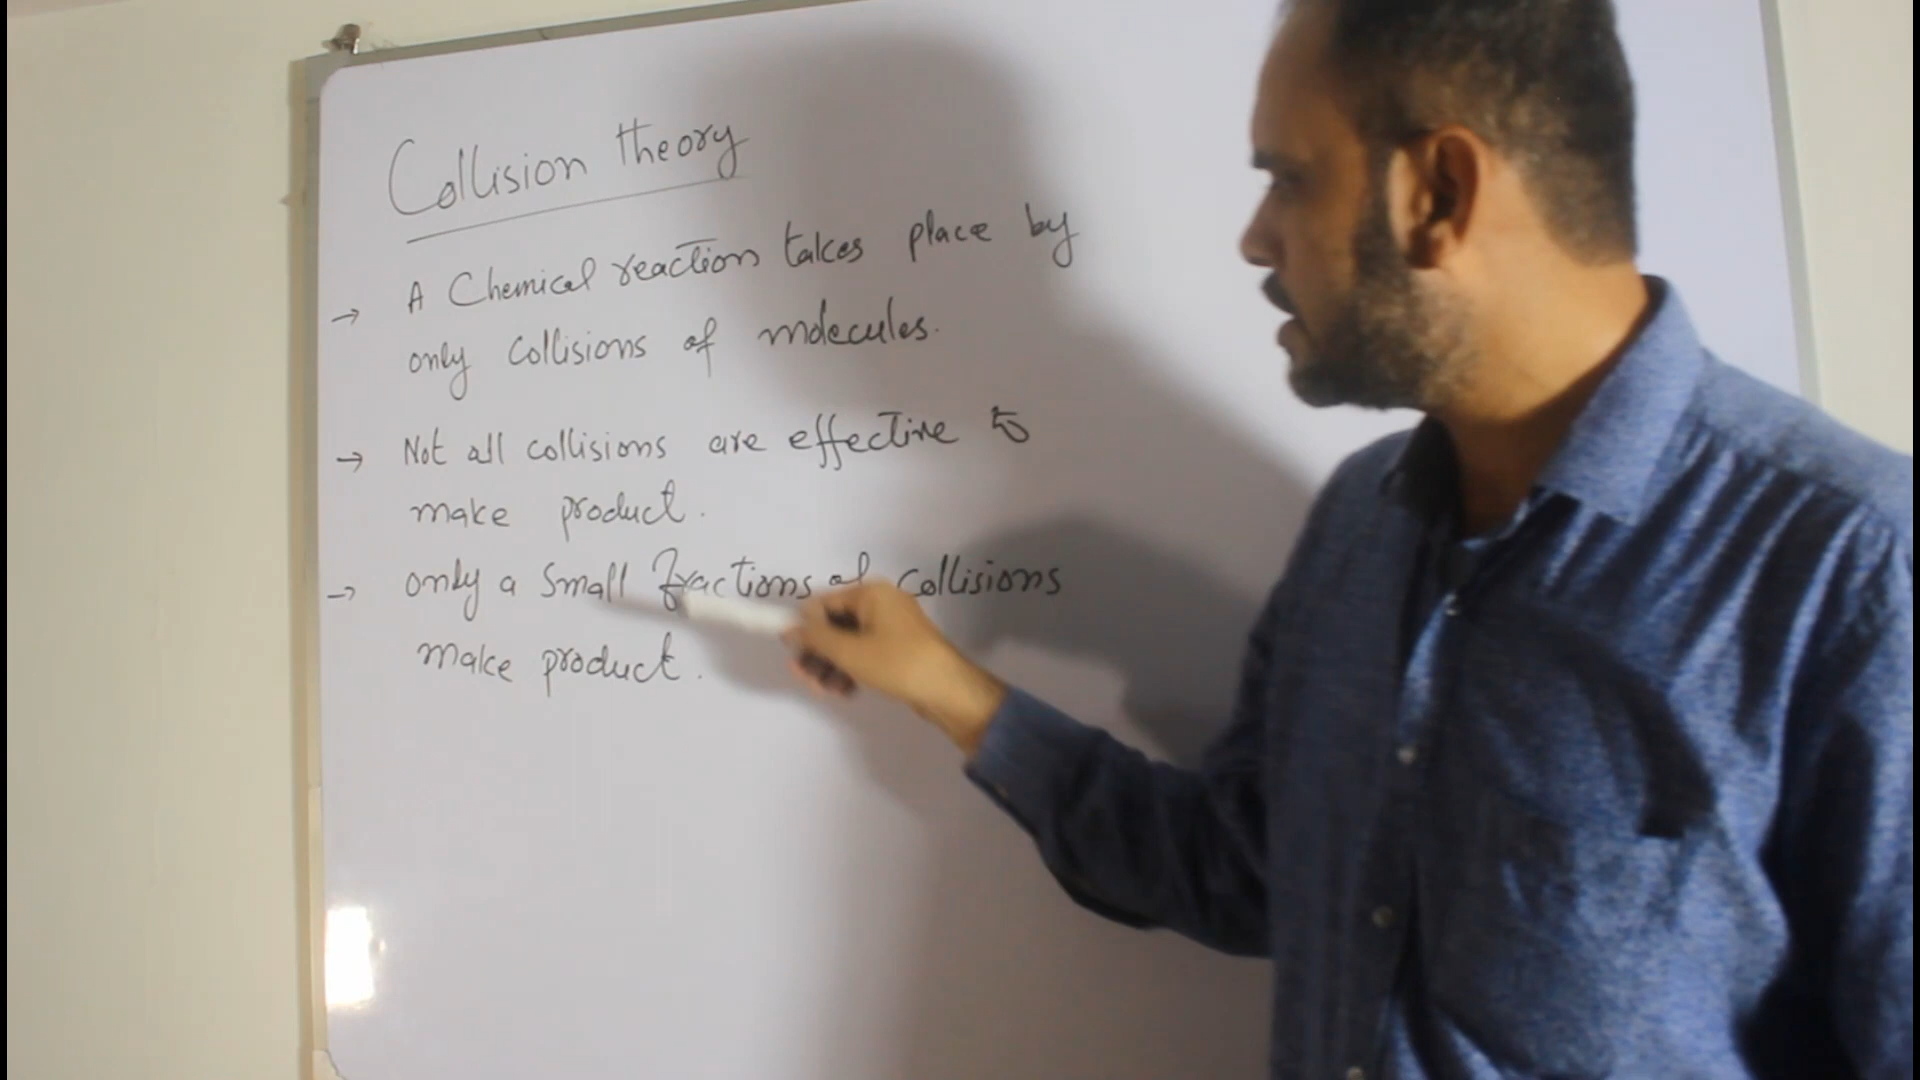 Collision theory
→ A Chemical reaction takes place by
only Collisions of molecules.
→ Not all collisions are effective to
make product.
→ only a small fractions of collisions
make product.